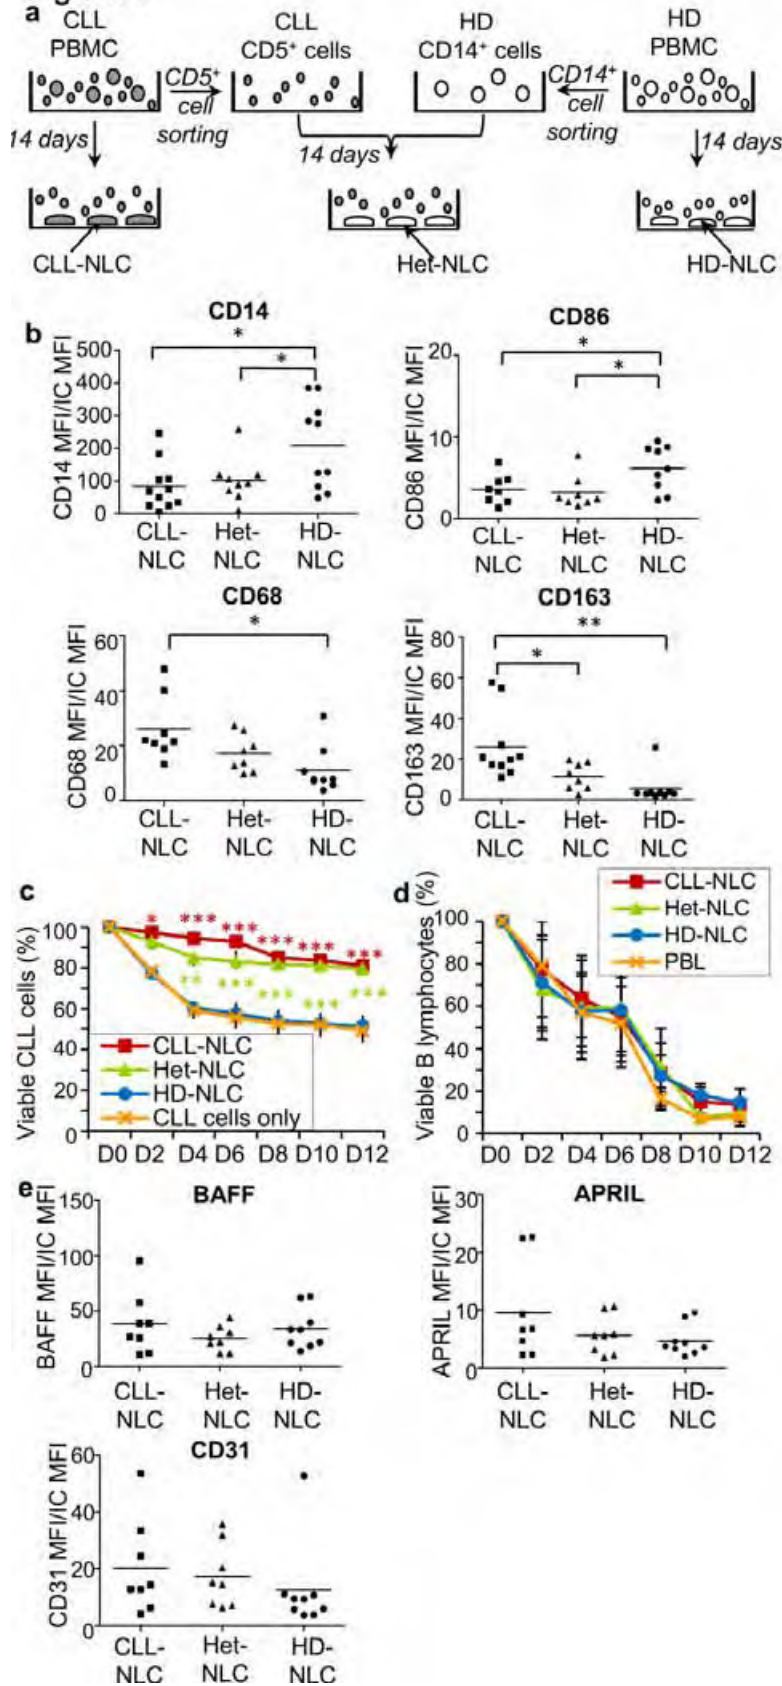 a
CLL
PBMC
CD5⁺
cell
sorting
CLL
CD5⁺ cells
HD
CD14⁺ cells
CD14⁺
cell
sorting
HD
PBMC
14 days
14 days
14 days
CLL-NLC
Het-NLC
HD-NLC
b
CD14
CD14 MFI/IC MFI
500
400
300
200
100
0
*
*
CLL-
NLC
Het-
NLC
HD-
NLC
CD86
CD86 MFI/IC MFI
20
10
0
*
*
CLL-
NLC
Het-
NLC
HD-
NLC
CD68
CD68 MFI/IC MFI
60
40
20
0
*
CLL-
NLC
Het-
NLC
HD-
NLC
CD163
CD163 MFI/IC MFI
80
60
40
20
0
**
*
CLL-
NLC
Het-
NLC
HD-
NLC
c
Viable CLL cells (%)
100
80
60
40
20
0
* *** *** *** *** ***
** *** *** *** ***
CLL-NLC
Het-NLC
HD-NLC
CLL cells only
D0 D2 D4 D6 D8 D10 D12
d
Viable B lymphocytes (%)
100
80
60
40
20
0
CLL-NLC
Het-NLC
HD-NLC
PBL
D0 D2 D4 D6 D8 D10 D12
e
BAFF
BAFF MFI/IC MFI
150
100
50
0
CLL-
NLC
Het-
NLC
HD-
NLC
APRIL
APRIL MFI/IC MFI
30
20
10
0
CLL-
NLC
Het-
NLC
HD-
NLC
CD31
CD31 MFI/IC MFI
60
40
20
0
CLL-
NLC
Het-
NLC
HD-
NLC